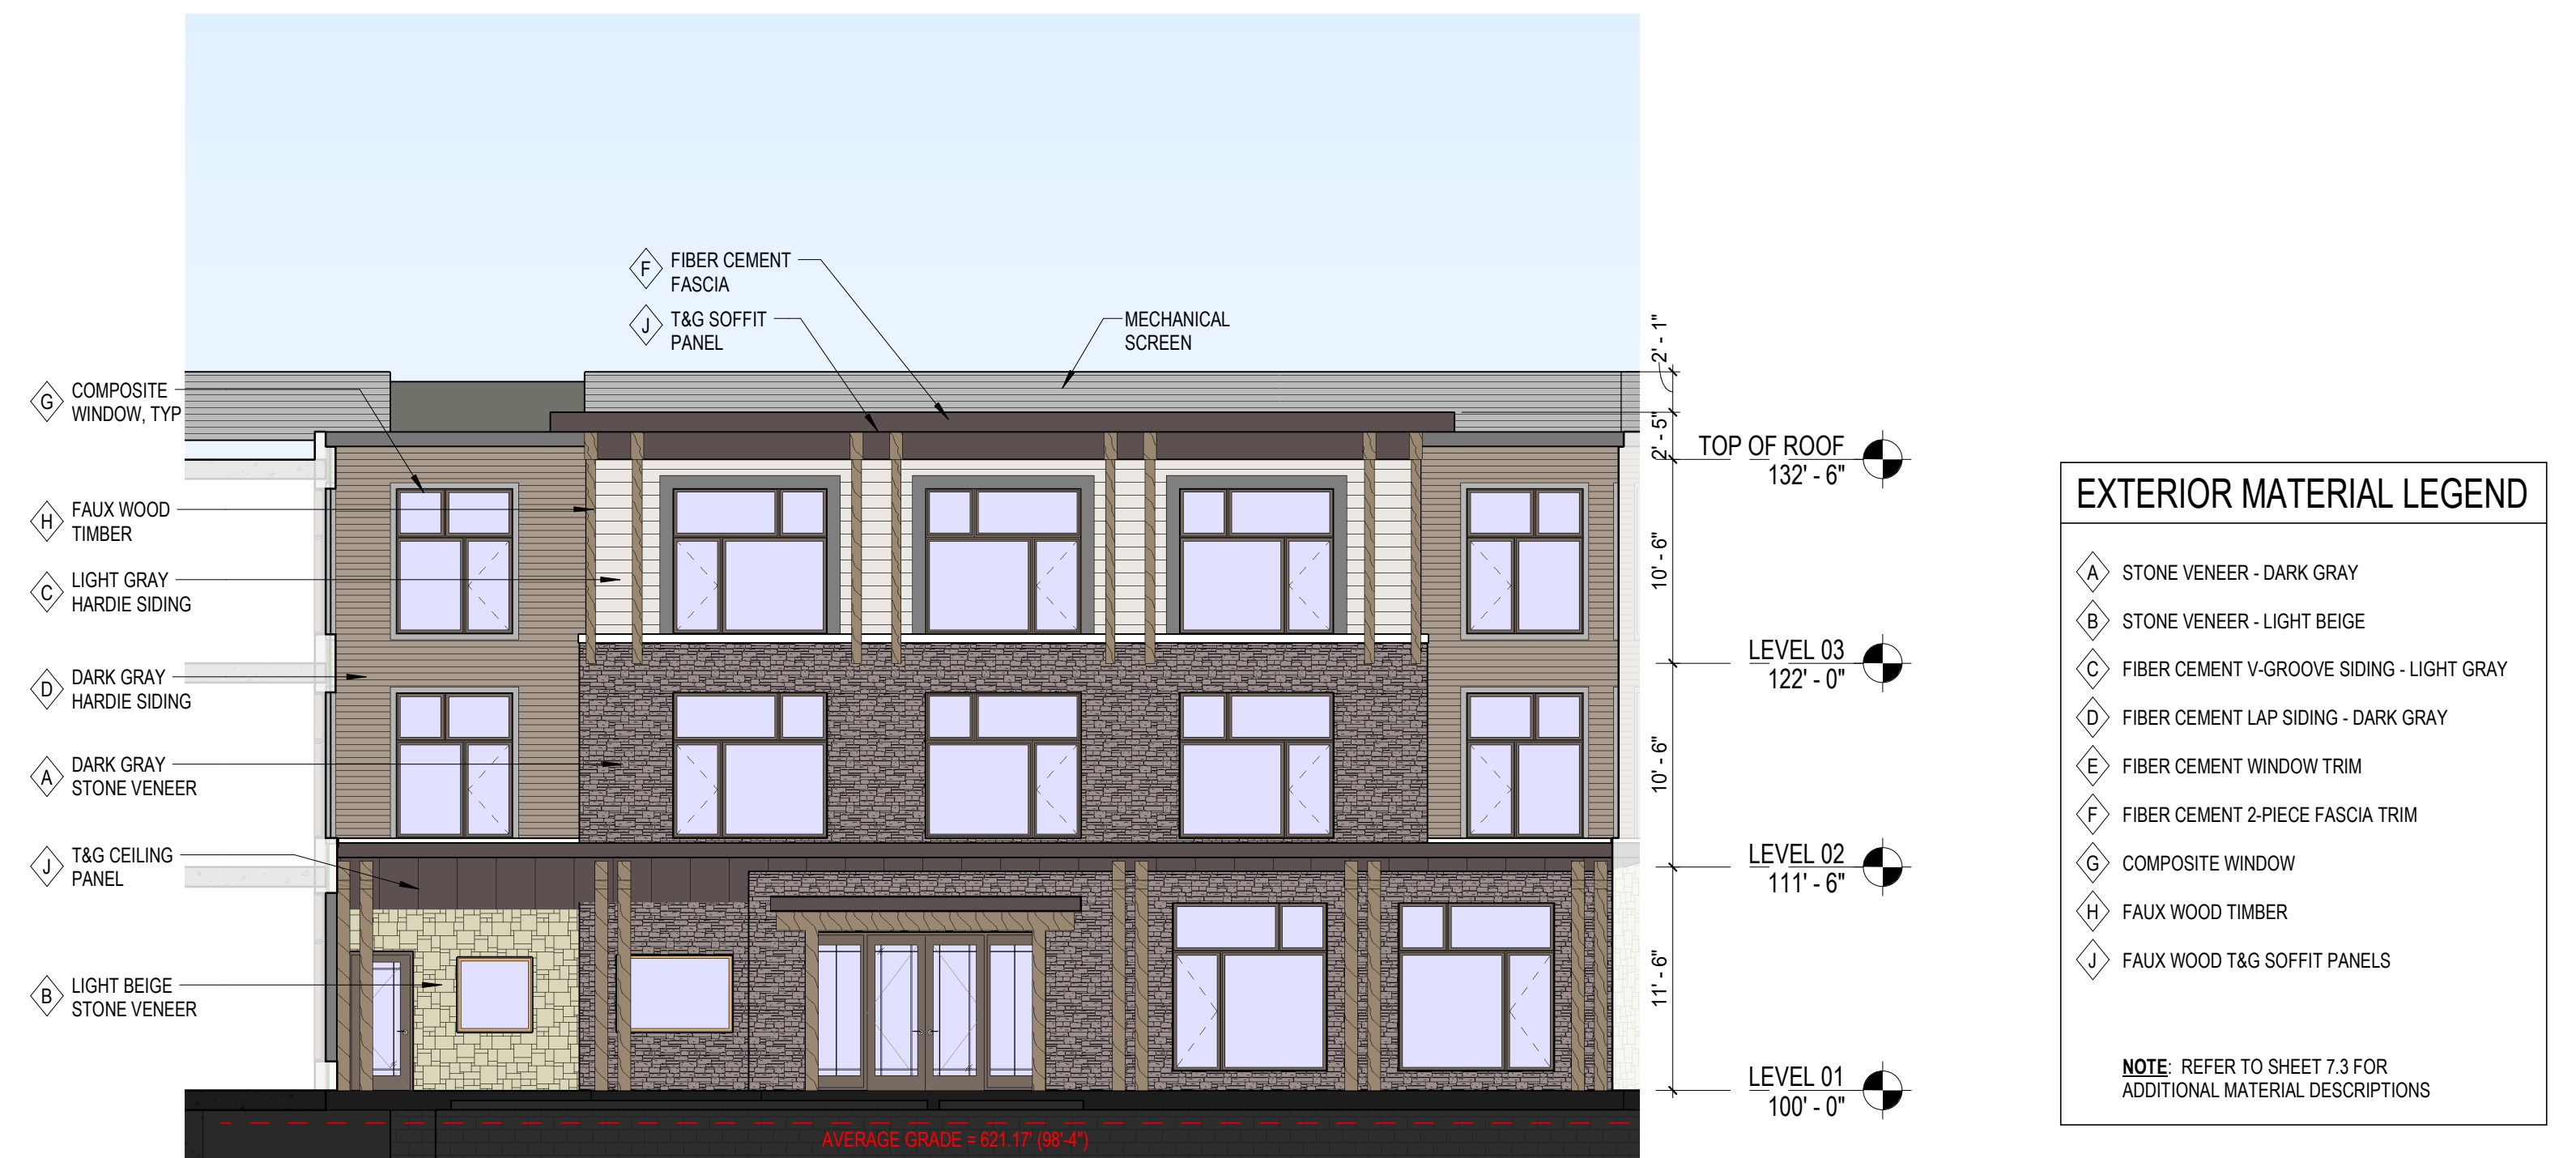 F FIBER CEMENT
FASCIA
J T&G SOFFIT
PANEL
MECHANICAL
SCREEN
G COMPOSITE
WINDOW, TYP
H FAUX WOOD
TIMBER
C LIGHT GRAY
HARDIE SIDING
D DARK GRAY
HARDIE SIDING
A DARK GRAY
STONE VENEER
J T&G CEILING
PANEL
B LIGHT BEIGE
STONE VENEER
2' - 1"
2' - 5"
10' - 6"
10' - 6"
11' - 6"
TOP OF ROOF
132' - 6"
LEVEL 03
122' - 0"
LEVEL 02
111' - 6"
LEVEL 01
100' - 0"
AVERAGE GRADE = 621.17' (98'-4")
EXTERIOR MATERIAL LEGEND
A STONE VENEER - DARK GRAY
B STONE VENEER - LIGHT BEIGE
C FIBER CEMENT V-GROOVE SIDING - LIGHT GRAY
D FIBER CEMENT LAP SIDING - DARK GRAY
E FIBER CEMENT WINDOW TRIM
F FIBER CEMENT 2-PIECE FASCIA TRIM
G COMPOSITE WINDOW
H FAUX WOOD TIMBER
J FAUX WOOD T&G SOFFIT PANELS
NOTE: REFER TO SHEET 7.3 FOR
ADDITIONAL MATERIAL DESCRIPTIONS